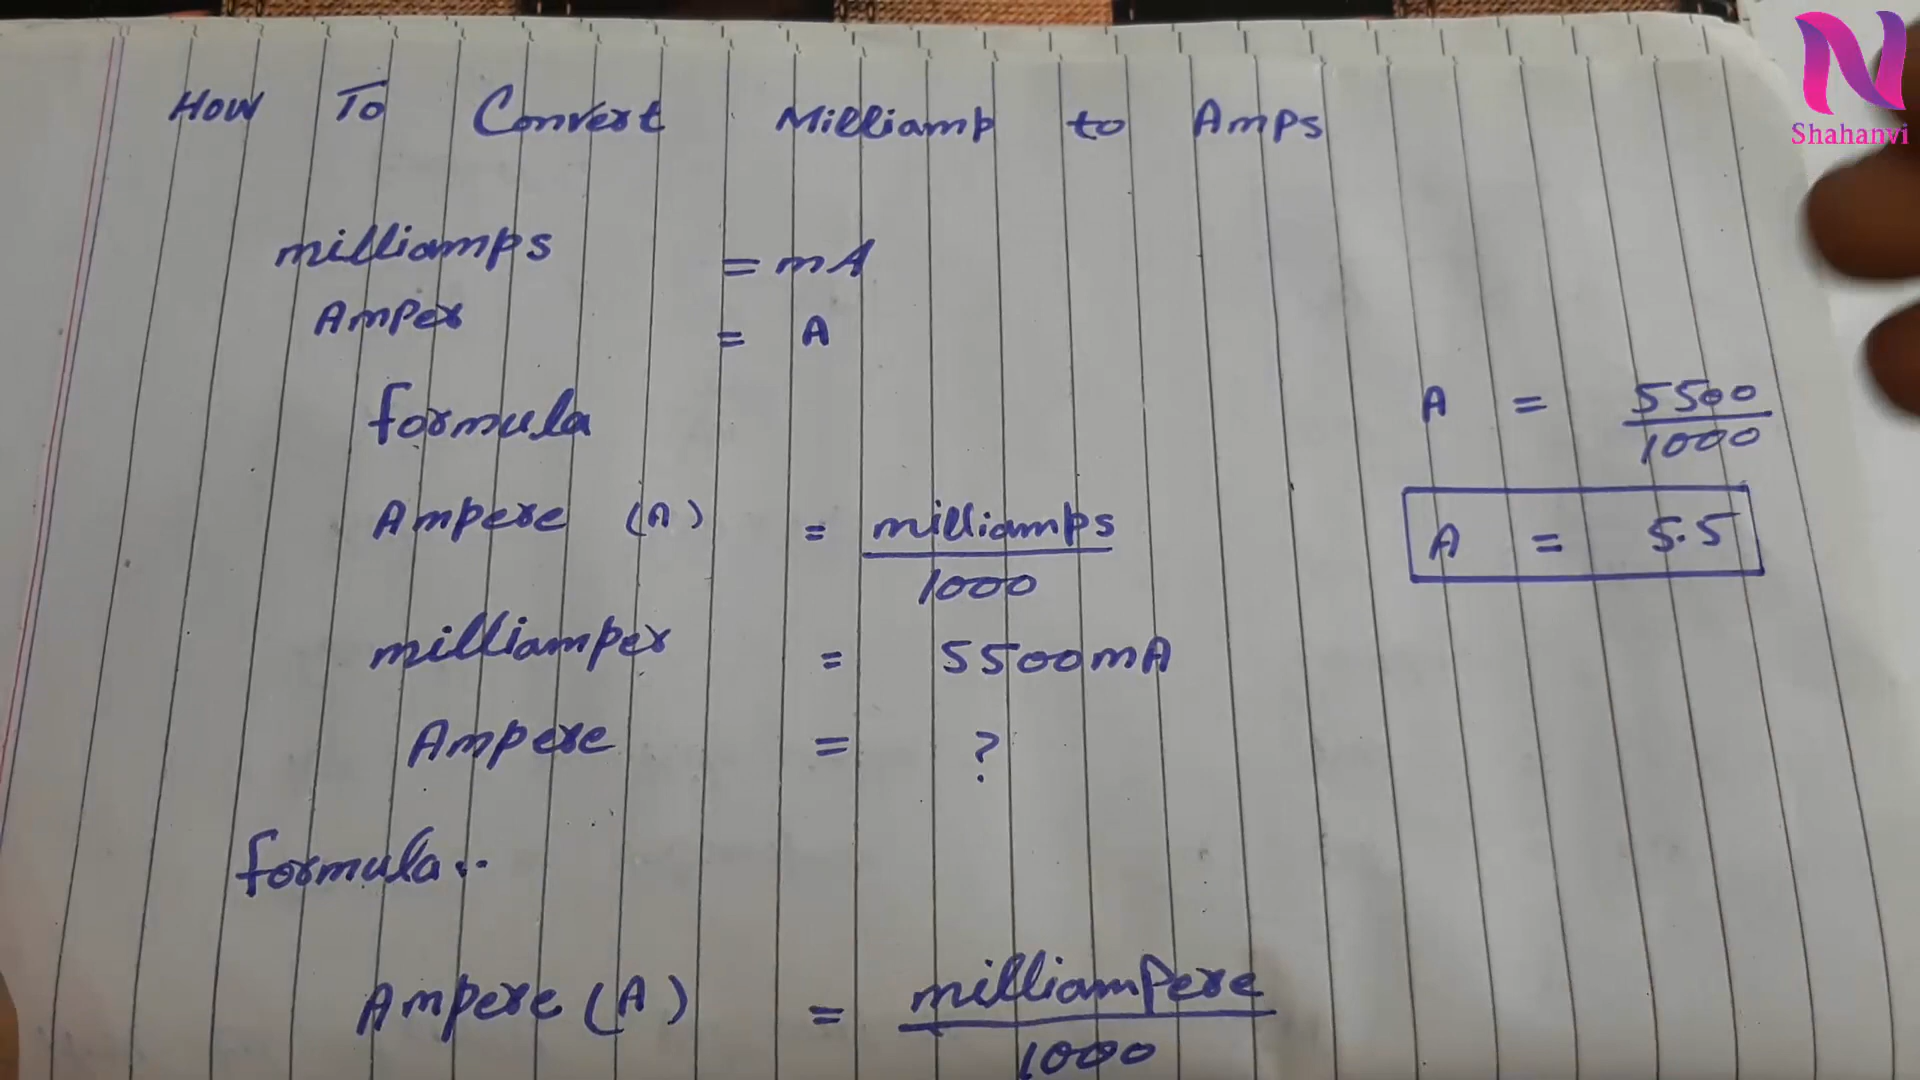 How To Convert Milliamp to Amps
milliamps = mA
Amper = A
formula
Ampere (A) = milliamps
1000
milliamper = 5500mA
Ampere = ?
formula..
Ampere (A) = milliampere
1000
A = 5500
1000
A = 5.5
Shahanvi